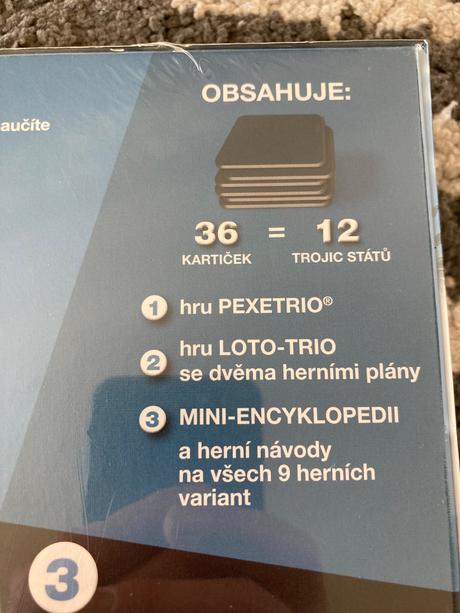 OBSAHUJE:
aučíte
36 = 12
KARTIČEK TROJIC STÁTŮ
1 hru PEXETRIO®
2 hru LOTO-TRIO
se dvěma herními plány
3 MINI-ENCYKLOPEDII
a herní návody
na všech 9 herních
variant
3